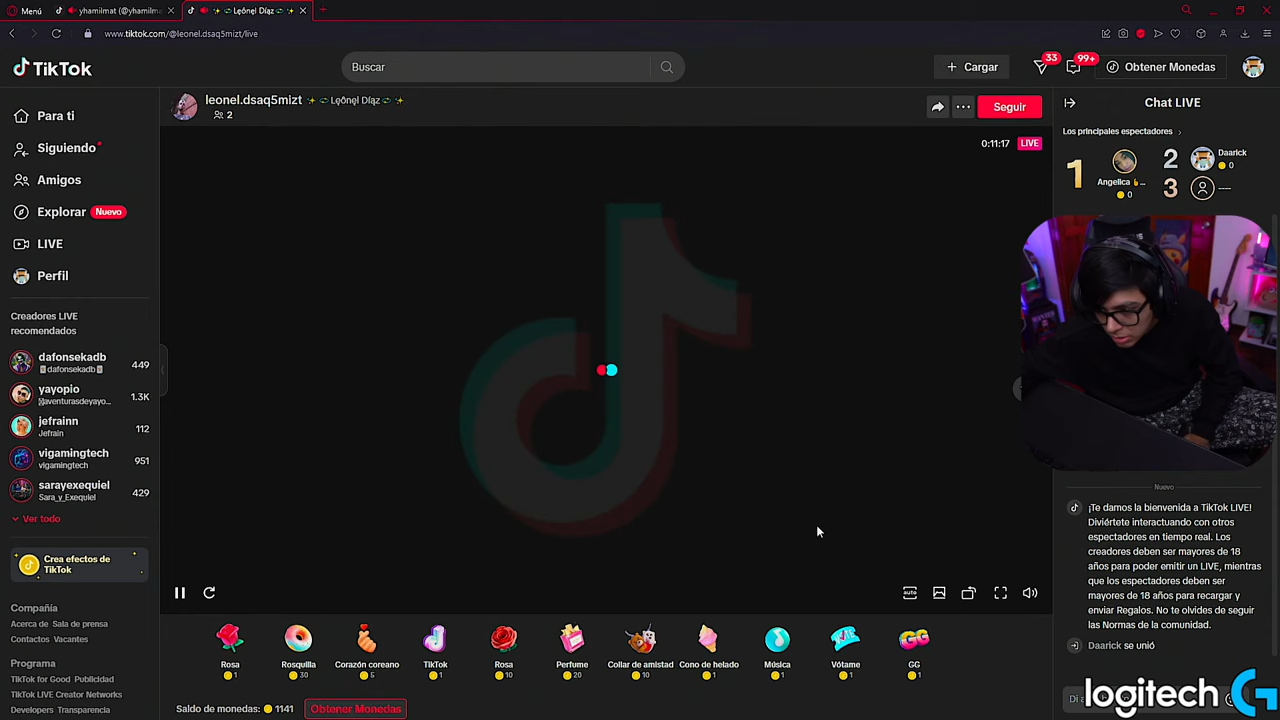 Menú
yhamilmat (@yhamilma
✨ 🐲 Lęônęl Díąz 🐲 ✨
www.tiktok.com/@leonel.dsaq5mizt/live
TikTok
Buscar
Cargar
33
99+
Obtener Monedas
Para ti
Siguiendo
Amigos
Explorar Nuevo
LIVE
Perfil
Creadores LIVE
recomendados
dafonsekadb
dafonsekadb
449
yayopio
aventurasdeyayo...
1.3K
jefrainn
Jefrain
112
vigamingtech
vigamingtech
951
sarayexequiel
Sara_y_Exequiel
429
Ver todo
Crea efectos de
TikTok
Compañía
Acerca de Sala de prensa
Contactos Vacantes
Programa
TikTok for Good Publicidad
TikTok LIVE Creator Networks
Developers Transparencia
leonel.dsaq5mizt ✨ 🐲 Lęônęl Díąz 🐲 ✨
2
Seguir
0:11:17 LIVE
auto
Rosa
1
Rosquilla
30
Corazón coreano
5
TikTok
1
Rosa
10
Perfume
20
Collar de amistad
10
Cono de helado
1
Música
1
Vótame
1
GG
1
Saldo de monedas: 1141
Obtener Monedas
Chat LIVE
Los principales espectadores
1
Angelica ...
0
2
Daarick
0
3
----
Nuevo
¡Te damos la bienvenida a TikTok LIVE!
Diviértete interactuando con otros
espectadores en tiempo real. Los
creadores deben ser mayores de 18
años para poder emitir un LIVE, mientras
que los espectadores deben ser
mayores de 18 años para recargar y
enviar Regalos. No te olvides de seguir
las Normas de la comunidad.
Daarick se unió
logitech G